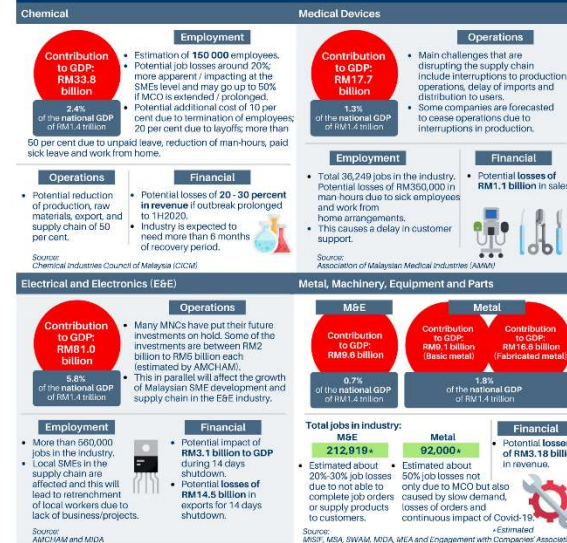 Chemical
Contribution
to GDP:
RM33.8
billion
2.4%
of the national GDP
of RM1.4 trillion
Employment
• Estimation of 150 000 employees.
• Potential job losses around 20%;
more apparent / impacting at the
SMEs level and may go up to 50%
if MCO is extended / prolonged.
• Potential additional cost of 10 per
cent due to termination of employees;
20 per cent due to layoffs; more than
50 per cent due to unpaid leave, reduction of man-hours, paid
sick leave and work from home.
Operations
• Potential reduction
of production, raw
materials, export, and
supply chain of 50
per cent.
Financial
• Potential losses of 20 - 30 percent
in revenue if outbreak prolonged
to 1H2020.
• Industry is expected to
need more than 6 months
of recovery period.
Source:
Chemical Industries Council of Malaysia (CICM)
Medical Devices
Contribution
to GDP:
RM17.7
billion
1.3%
of the national GDP
of RM1.4 trillion
Operations
• Main challenges that are
disrupting the supply chain
include interruptions to production
operations, delay of imports and
distribution to users.
• Some companies are forecasted
to cease operations due to
interruptions in production.
Employment
• Total 36,249 jobs in the industry.
Potential losses of RM350,000 in
man-hours due to sick employees
and work from
home arrangements.
• This causes a delay in customer
support.
Financial
• Potential losses of
RM1.1 billion in sales
Source:
Association of Malaysian Medical Industries (AMMI)
Electrical and Electronics (E&E)
Contribution
to GDP:
RM81.0
billion
5.8%
of the national GDP
of RM1.4 trillion
Operations
• Many MNCs have put their future
investments on hold. Some of the
investments are between RM2
billion to RM5 billion each
(estimated by AMCHAM).
• This in parallel will affect the growth
of Malaysian SME development and
supply chain in the E&E industry.
Employment
• More than 560,000
jobs in the industry.
• Local SMEs in the
supply chain are
affected and this will
lead to retrenchment
of local workers due to
lack of business/projects.
Financial
• Potential impact of
RM3.1 billion to GDP
during 14 days
shutdown.
• Potential losses of
RM14.5 billion in
exports for 14 days
shutdown.
Source:
AMCHAM and MIDA
Metal, Machinery, Equipment and Parts
M&E
Contribution
to GDP:
RM9.6 billion
0.7%
of the national GDP
of RM1.4 trillion
Metal
Contribution
to GDP:
RM9.1 billion
(Basic metal)
Contribution
to GDP:
RM16.6 billion
(Fabricated metal)
1.8%
of the national GDP
of RM1.4 trillion
Total jobs in industry:
M&E
212,919*
• Estimated about
20%-30% job losses
due to not able to
complete job orders
or supply products
to customers.
Metal
92,000*
• Estimated about
50% job losses not
only due to MCO but also
caused by slow demand,
losses of orders and
continuous impact of Covid-19.
Financial
• Potential losses
of RM3.18 billi
in revenue.
*Estimated
Source:
MISIF, MSA, SWAM, MIDA, MEA and Engagement with Companies' Associati